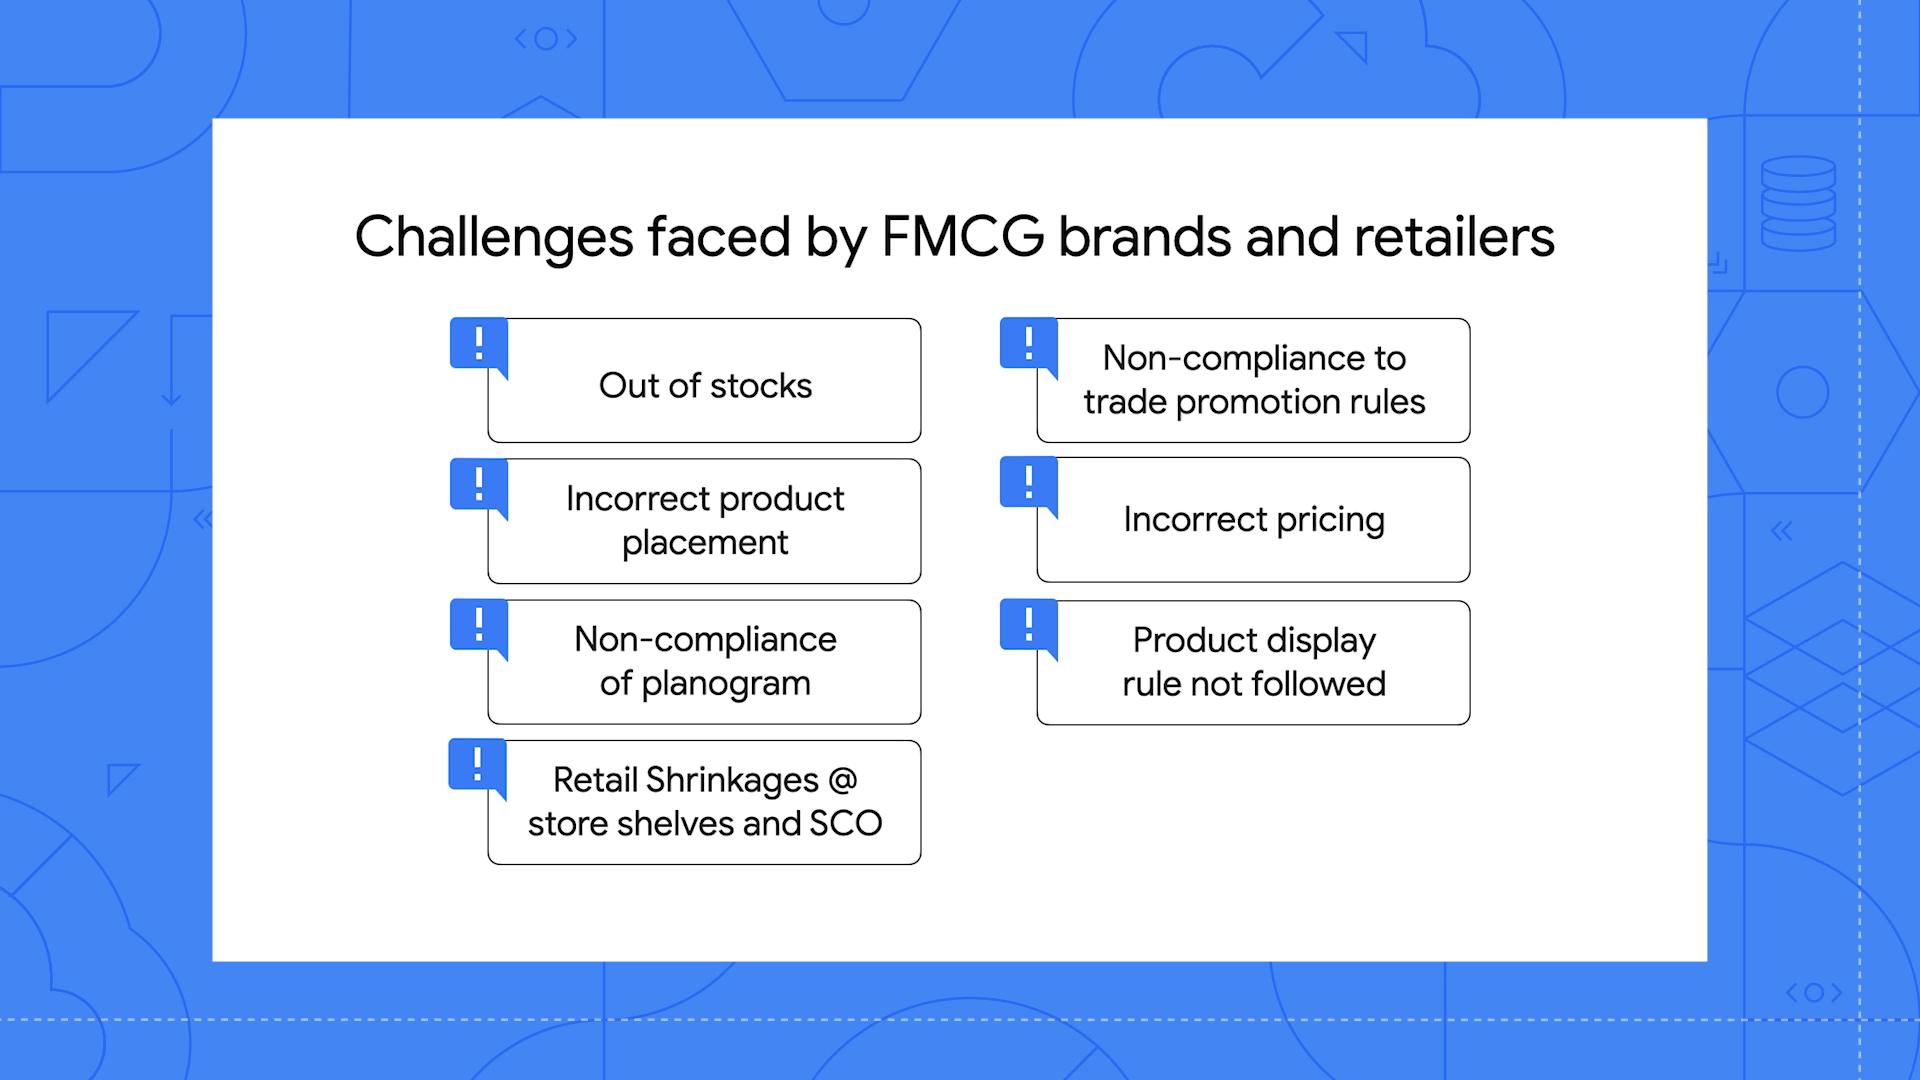 Challenges faced by FMCG brands and retailers
Out of stocks
Incorrect product
placement
Non-compliance
of planogram
Retail Shrinkages @
store shelves and SCO
Non-compliance to
trade promotion rules
Incorrect pricing
Product display
rule not followed